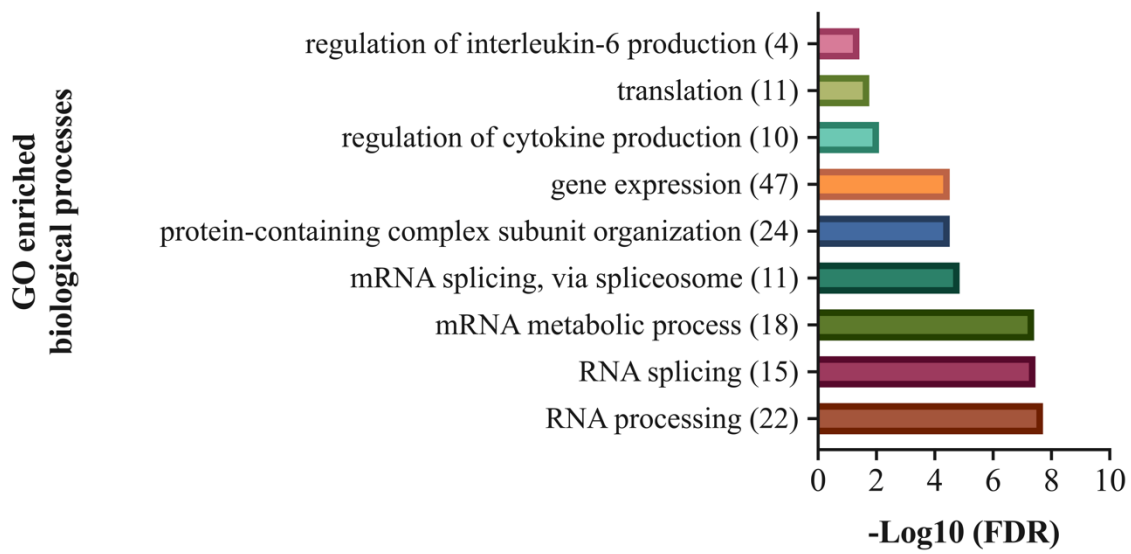 GO enriched
biological processes
regulation of interleukin-6 production (4)
translation (11)
regulation of cytokine production (10)
gene expression (47)
protein-containing complex subunit organization (24)
mRNA splicing, via spliceosome (11)
mRNA metabolic process (18)
RNA splicing (15)
RNA processing (22)
0 2 4 6 8 10
-Log10 (FDR)